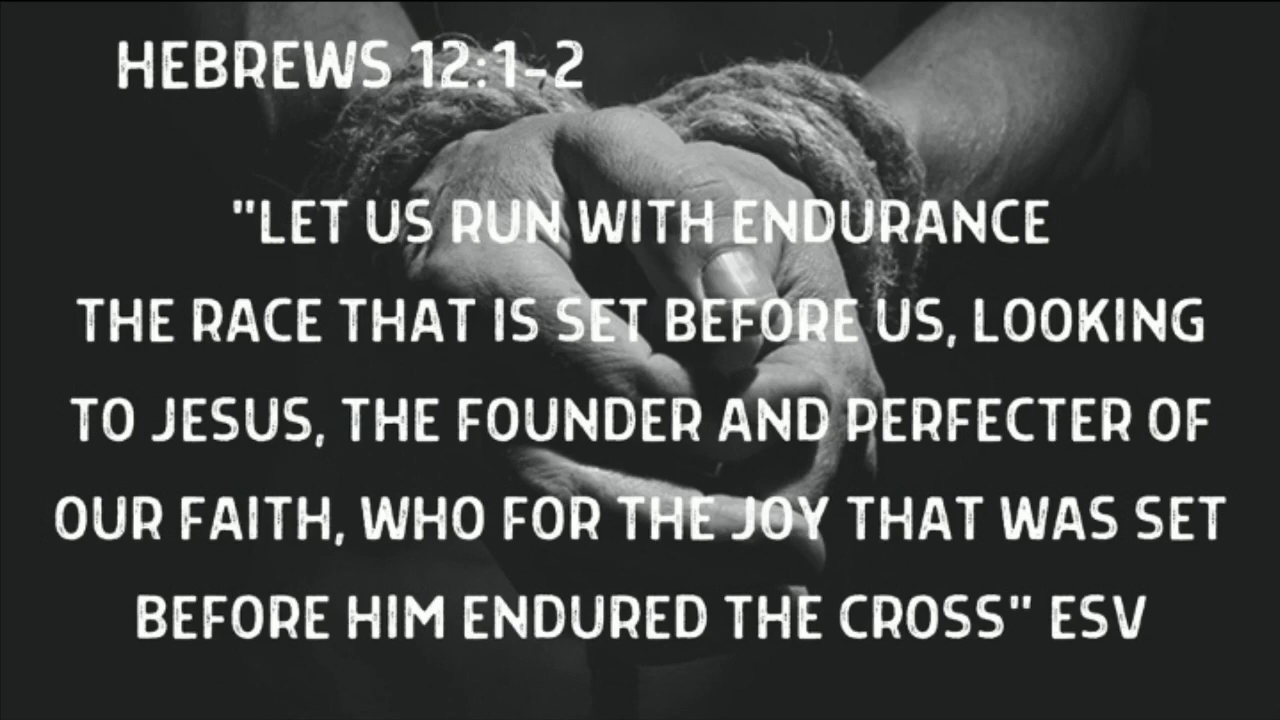 HEBREWS 12:1-2
"LET US RUN WITH ENDURANCE
THE RACE THAT IS SET BEFORE US, LOOKING
TO JESUS, THE FOUNDER AND PERFECTER OF
OUR FAITH, WHO FOR THE JOY THAT WAS SET
BEFORE HIM ENDURED THE CROSS" ESV